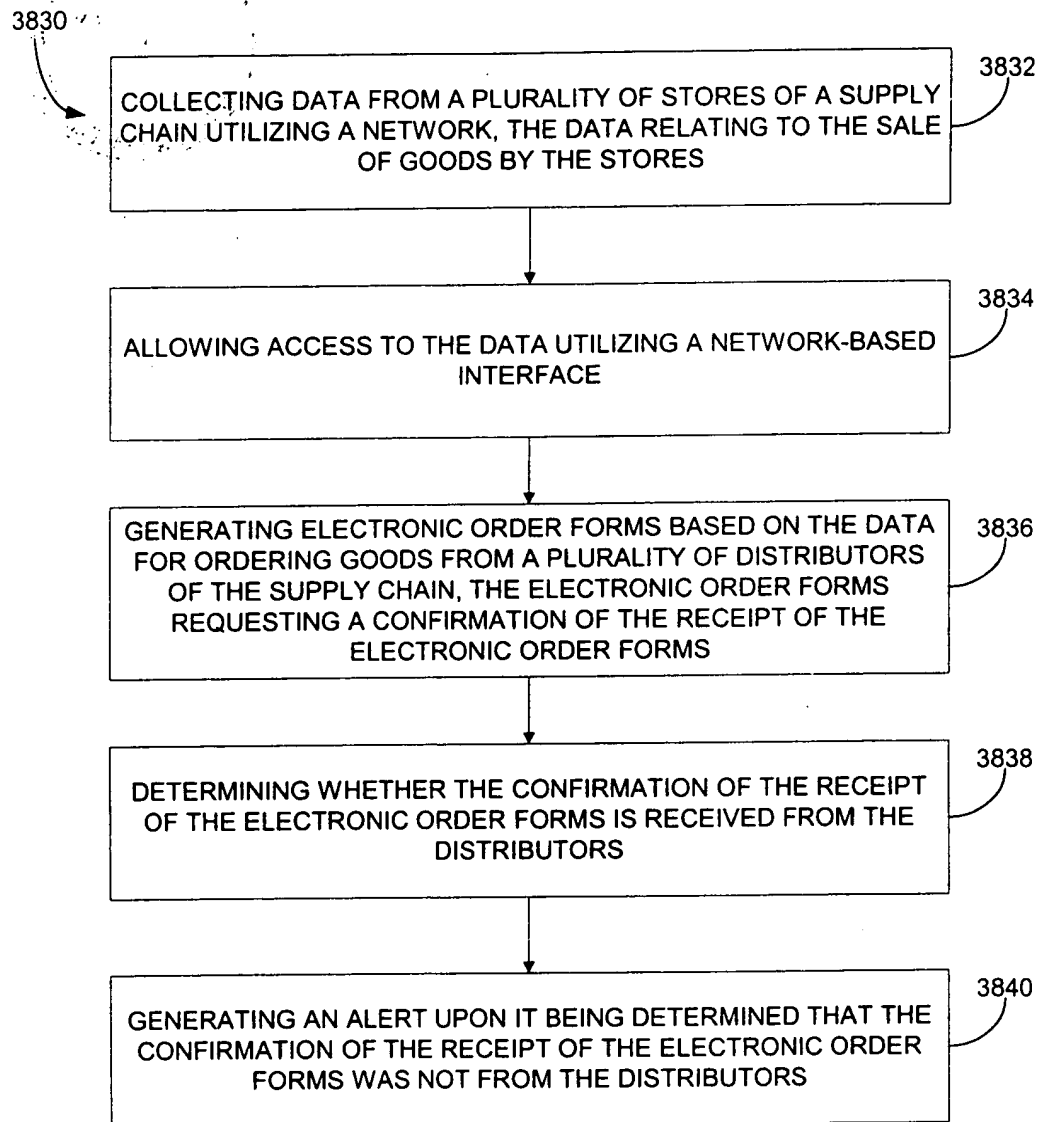 3830
3832
COLLECTING DATA FROM A PLURALITY OF STORES OF A SUPPLY
CHAIN UTILIZING A NETWORK, THE DATA RELATING TO THE SALE
OF GOODS BY THE STORES
3834
ALLOWING ACCESS TO THE DATA UTILIZING A NETWORK-BASED
INTERFACE
3836
GENERATING ELECTRONIC ORDER FORMS BASED ON THE DATA
FOR ORDERING GOODS FROM A PLURALITY OF DISTRIBUTORS
OF THE SUPPLY CHAIN, THE ELECTRONIC ORDER FORMS
REQUESTING A CONFIRMATION OF THE RECEIPT OF THE
ELECTRONIC ORDER FORMS
3838
DETERMINING WHETHER THE CONFIRMATION OF THE RECEIPT
OF THE ELECTRONIC ORDER FORMS IS RECEIVED FROM THE
DISTRIBUTORS
3840
GENERATING AN ALERT UPON IT BEING DETERMINED THAT THE
CONFIRMATION OF THE RECEIPT OF THE ELECTRONIC ORDER
FORMS WAS NOT FROM THE DISTRIBUTORS